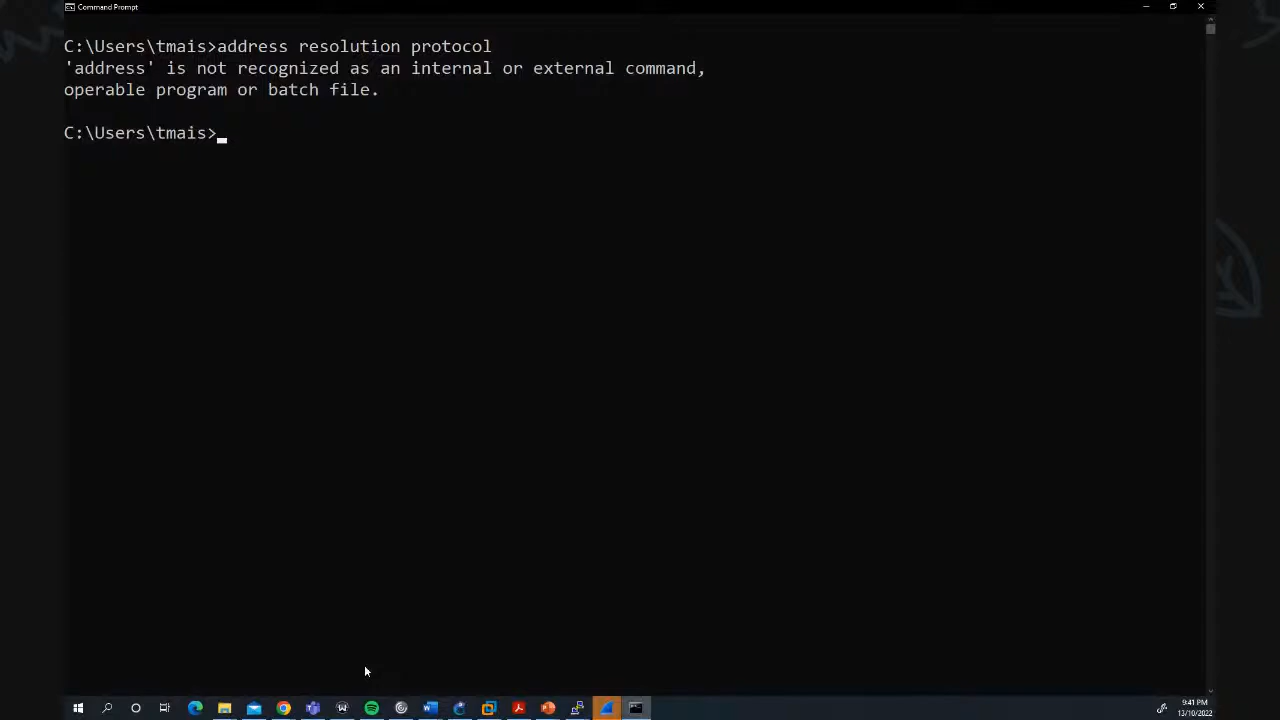 Command Prompt
C:\Users\tmais>address resolution protocol
'address' is not recognized as an internal or external command,
operable program or batch file.
C:\Users\tmais>
9:41 PM
13/10/2022